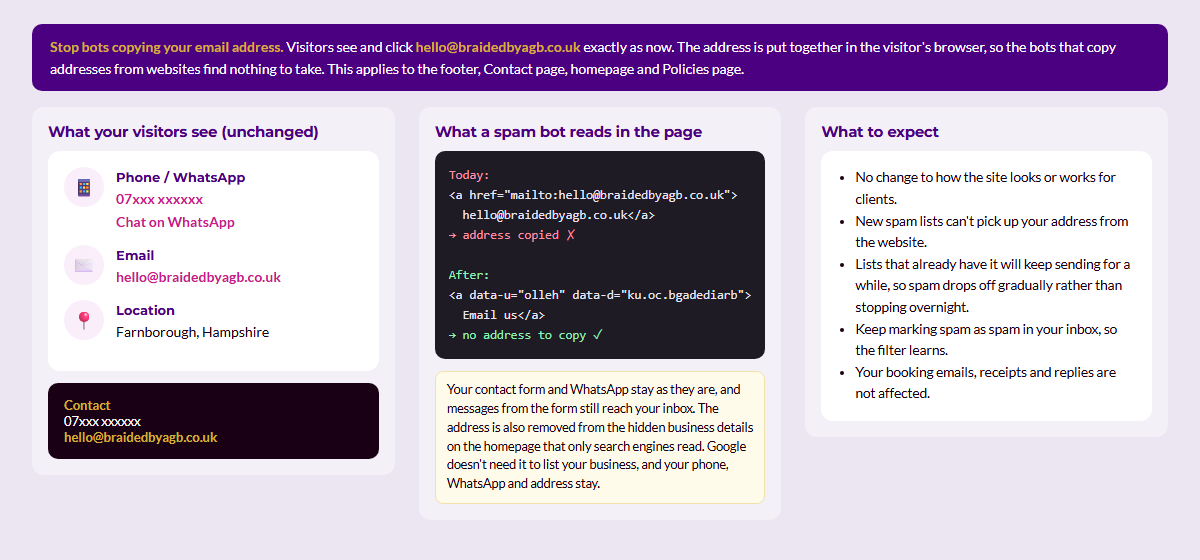 Stop bots copying your email address. Visitors see and click hello@braidedbyagb.co.uk exactly as now. The address is put together in the visitor's browser, so the bots that copy
addresses from websites find nothing to take. This applies to the footer, Contact page, homepage and Policies page.
What your visitors see (unchanged)
Phone / WhatsApp
07xxx xxxxxx
Chat on WhatsApp
Email
hello@braidedbyagb.co.uk
Location
Farnborough, Hampshire
Contact
07xxx xxxxxx
hello@braidedbyagb.co.uk
What a spam bot reads in the page
Today:
<a href="mailto:hello@braidedbyagb.co.uk">
hello@braidedbyagb.co.uk</a>
→ address copied ✗
After:
<a data-u="olleh" data-d="ku.oc.bgadediarb">
Email us</a>
→ no address to copy ✓
Your contact form and WhatsApp stay as they are, and
messages from the form still reach your inbox. The
address is also removed from the hidden business details
on the homepage that only search engines read. Google
doesn't need it to list your business, and your phone,
WhatsApp and address stay.
What to expect
• No change to how the site looks or works for
clients.
• New spam lists can't pick up your address from
the website.
• Lists that already have it will keep sending for a
while, so spam drops off gradually rather than
stopping overnight.
• Keep marking spam as spam in your inbox, so
the filter learns.
• Your booking emails, receipts and replies are
not affected.